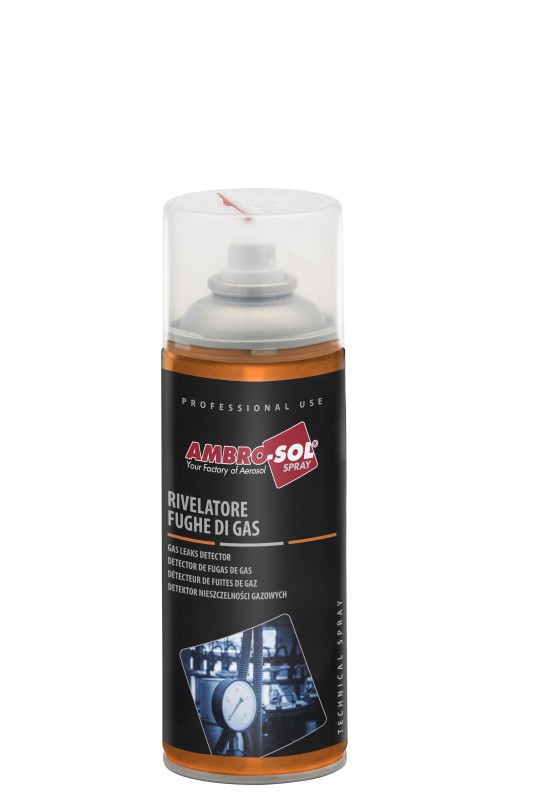 PROFESSIONAL USE
AMBRO-SOL®
SPRAY
Your Factory of Aerosol
RIVELATORE
FUGHE DI GAS
GAS LEAKS DETECTOR
DETECTOR DE FUGAS DE GAS
DÉTECTEUR DE FUITES DE GAZ
DETEKTOR NIESZCZELNOŚCI GAZOWYCH
TECHNICAL SPRAY